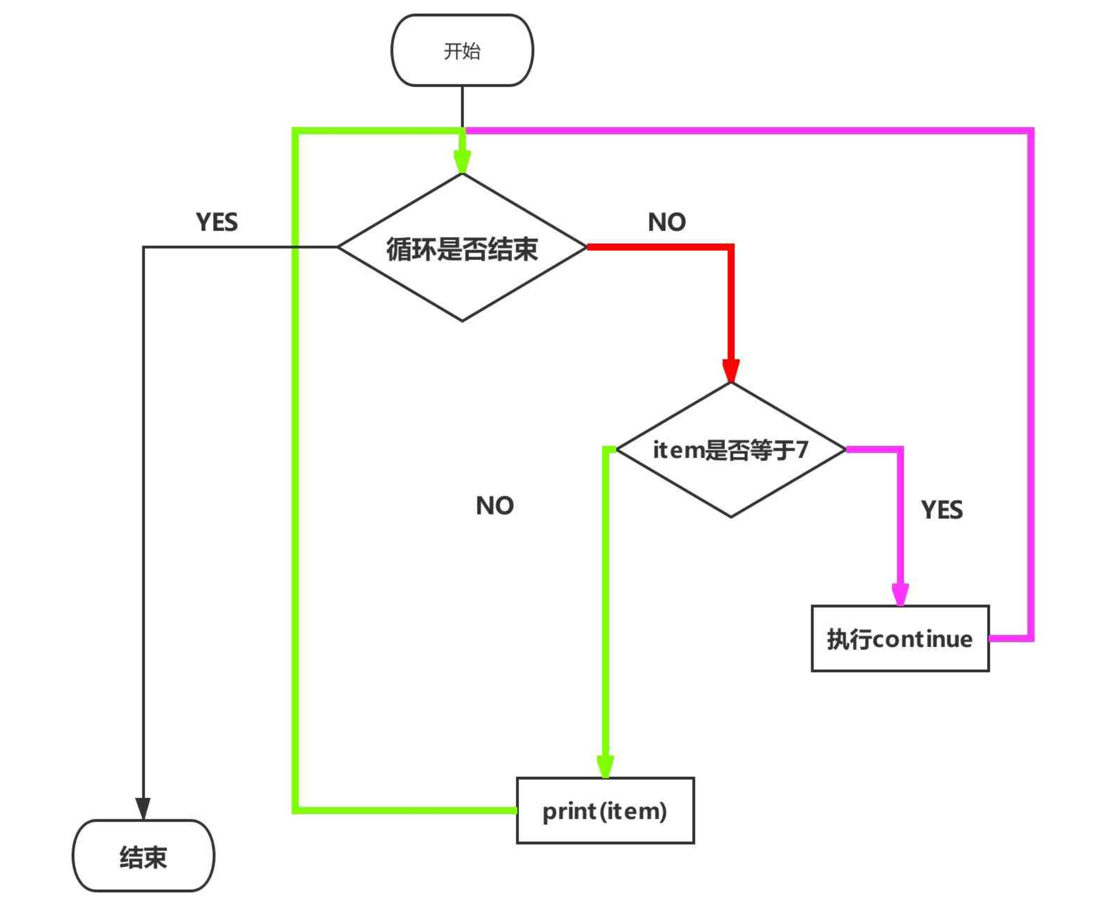 开始
YES
NO
循环是否结束
item是否等于7
NO
YES
执行continue
print(item)
结束